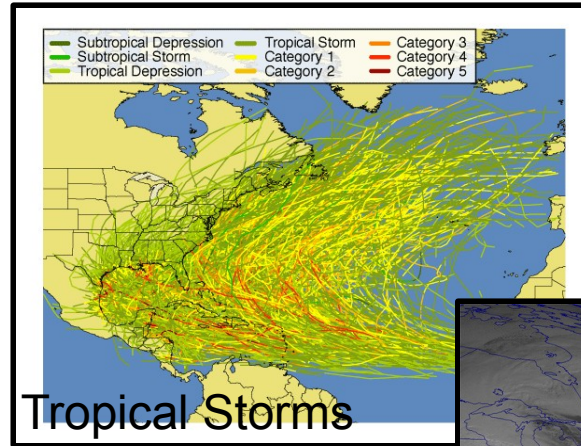 Subtropical Depression Tropical Storm Category 3
Subtropical Storm Category 1 Category 4
Tropical Depression Category 2 Category 5
Tropical Storms